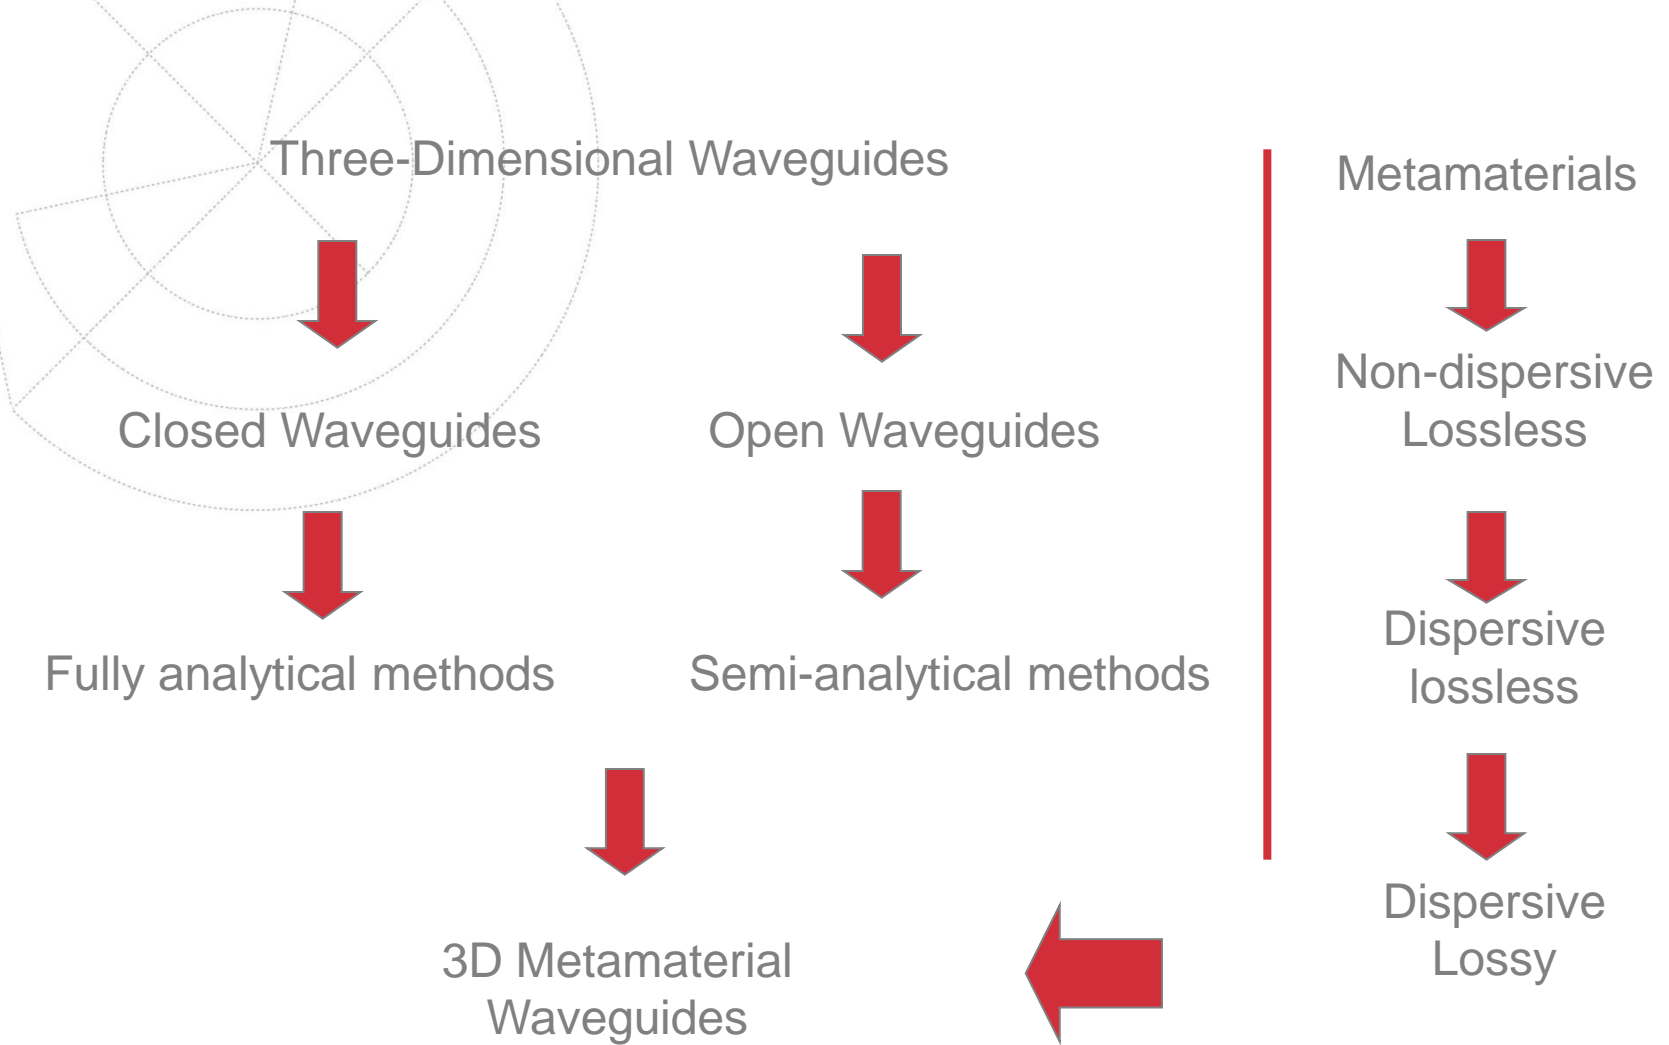 Three-Dimensional Waveguides
Closed Waveguides
Open Waveguides
Fully analytical methods
Semi-analytical methods
3D Metamaterial
Waveguides
Metamaterials
Non-dispersive
Lossless
Dispersive
lossless
Dispersive
Lossy